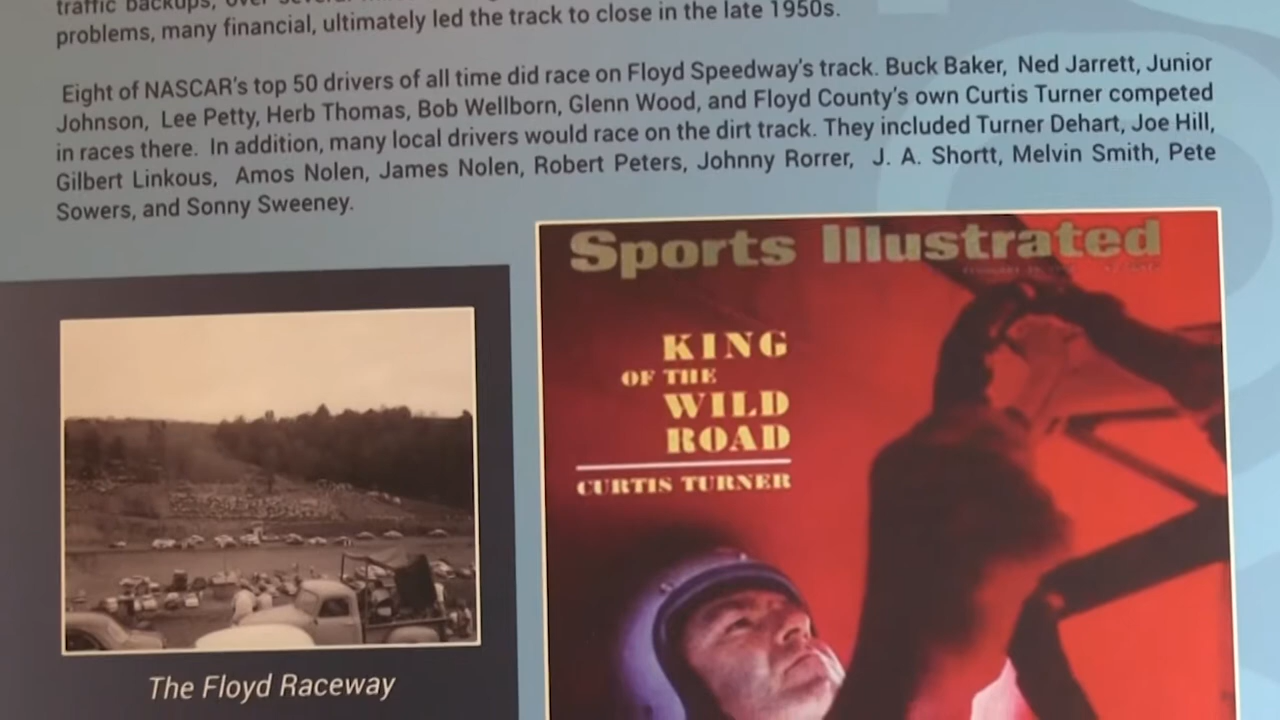 traffic backups, over several
problems, many financial, ultimately led the track to close in the late 1950s.
Eight of NASCAR's top 50 drivers of all time did race on Floyd Speedway's track. Buck Baker, Ned Jarrett, Junior
Johnson, Lee Petty, Herb Thomas, Bob Wellborn, Glenn Wood, and Floyd County's own Curtis Turner competed
in races there. In addition, many local drivers would race on the dirt track. They included Turner Dehart, Joe Hill,
Gilbert Linkous, Amos Nolen, James Nolen, Robert Peters, Johnny Rorrer, J. A. Shortt, Melvin Smith, Pete
Sowers, and Sonny Sweeney.
Sports Illustrated
KING
OF THE
WILD
ROAD
CURTIS TURNER
The Floyd Raceway